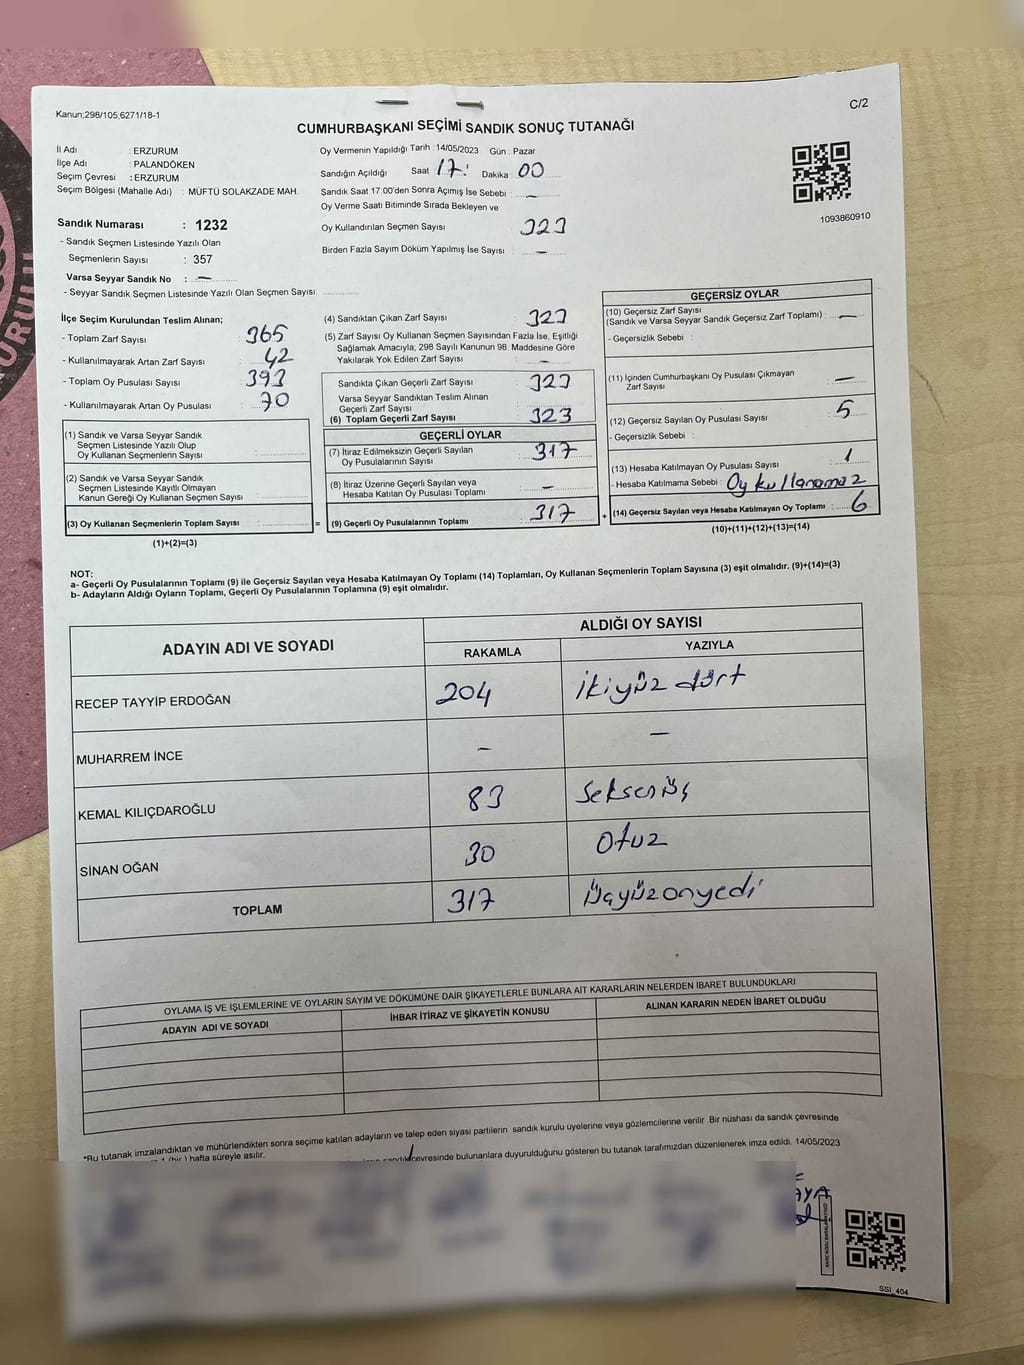 Kanun;298/105;6271/18-1
C/2
CUMHURBAŞKANI SEÇİMİ SANDIK SONUÇ TUTANAĞI
İl Adı : ERZURUM
İlçe Adı : PALANDÖKEN
Seçim Çevresi : ERZURUM
Seçim Bölgesi (Mahalle Adı) : MÜFTÜ SOLAKZADE MAH.
Sandık Numarası : 1232
- Sandık Seçmen Listesinde Yazılı Olan
Seçmenlerin Sayısı : 357
Varsa Seyyar Sandık No : —
- Seyyar Sandık Seçmen Listesinde Yazılı Olan Seçmen Sayısı:
Oy Vermenin Yapıldığı Tarih : 14/05/2023 Gün : Pazar
Sandığın Açıldığı Saat : 17: Dakika : 00
Sandık Saat 17:00'den Sonra Açımış İse Sebebi : —
Oy Verme Saati Bitiminde Sırada Bekleyen ve
Oy Kullandırılan Seçmen Sayısı : 323
Birden Fazla Sayım Döküm Yapılmış İse Sayısı : —
1093860910
İlçe Seçim Kurulundan Teslim Alınan;
- Toplam Zarf Sayısı : 365
- Kullanılmayarak Artan Zarf Sayısı : 42
- Toplam Oy Pusulası Sayısı : 393
- Kullanılmayarak Artan Oy Pusulası : 70
(1) Sandık ve Varsa Seyyar Sandık
Seçmen Listesinde Yazılı Olup
Oy Kullanan Seçmenlerin Sayısı :
(2) Sandık ve Varsa Seyyar Sandık
Seçmen Listesinde Kayıtlı Olmayan
Kanun Gereği Oy Kullanan Seçmen Sayısı :
(3) Oy Kullanan Seçmenlerin Toplam Sayısı : =
(1)+(2)=(3)
(4) Sandıktan Çıkan Zarf Sayısı : 323
(5) Zarf Sayısı Oy Kullanan Seçmen Sayısından Fazla İse, Eşitliği
Sağlamak Amacıyla, 298 Sayılı Kanunun 98. Maddesine Göre
Yakılarak Yok Edilen Zarf Sayısı : —
Sandıkta Çıkan Geçerli Zarf Sayısı : 323
Varsa Seyyar Sandıktan Teslim Alınan
Geçerli Zarf Sayısı :
(6) Toplam Geçerli Zarf Sayısı : 323
GEÇERLİ OYLAR
(7) İtiraz Edilmeksizin Geçerli Sayılan
Oy Pusulalarının Sayısı : 317
(8) İtiraz Üzerine Geçerli Sayılan veya
Hesaba Katılan Oy Pusulası Toplamı : —
(9) Geçerli Oy Pusulalarının Toplamı : 317 +
GEÇERSİZ OYLAR
(10) Geçersiz Zarf Sayısı
(Sandık ve Varsa Seyyar Sandık Geçersiz Zarf Toplamı) : —
- Geçersizlik Sebebi :
(11) İçinden Cumhurbaşkanı Oy Pusulası Çıkmayan
Zarf Sayısı : —
(12) Geçersiz Sayılan Oy Pusulası Sayısı : 5
- Geçersizlik Sebebi :
(13) Hesaba Katılmayan Oy Pusulası Sayısı : 1
- Hesaba Katılmama Sebebi : Oy kullanamaz
(14) Geçersiz Sayılan veya Hesaba Katılmayan Oy Toplamı : 6
(10)+(11)+(12)+(13)=(14)
NOT:
a- Geçerli Oy Pusulalarının Toplamı (9) ile Geçersiz Sayılan veya Hesaba Katılmayan Oy Toplamı (14) Toplamları, Oy Kullanan Seçmenlerin Toplam Sayısına (3) eşit olmalıdır. (9)+(14)=(3)
b- Adayların Aldığı Oyların Toplamı, Geçerli Oy Pusulalarının Toplamına (9) eşit olmalıdır.
ADAYIN ADI VE SOYADI
ALDIĞI OY SAYISI
RAKAMLA YAZIYLA
RECEP TAYYİP ERDOĞAN 204 İkiyüz dört
MUHARREM İNCE — —
KEMAL KILIÇDAROĞLU 83 Seksenüç
SİNAN OĞAN 30 Otuz
TOPLAM 317 Üçyüzonyedi
OYLAMA İŞ VE İŞLEMLERİNE VE OYLARIN SAYIM VE DÖKÜMÜNE DAİR ŞİKAYETLERLE BUNLARA AİT KARARLARIN NELERDEN İBARET BULUNDUKLARI
ADAYIN ADI VE SOYADI İHBAR İTİRAZ VE ŞİKAYETİN KONUSU ALINAN KARARIN NEDEN İBARET OLDUĞU
*Bu tutanak imzalandıktan ve mühürlendikten sonra seçime katılan adayların ve talep eden siyasi partilerin sandık kurulu üyelerine veya gözlemcilerine verilir. Bir nüshası da sandık çevresinde
1 (bir) hafta süreyle asılır.
sandık çevresinde bulunanlara duyurulduğunu gösteren bu tutanak tarafımızdan düzenlenerek imza edildi. 14/05/2023
SSİ_404